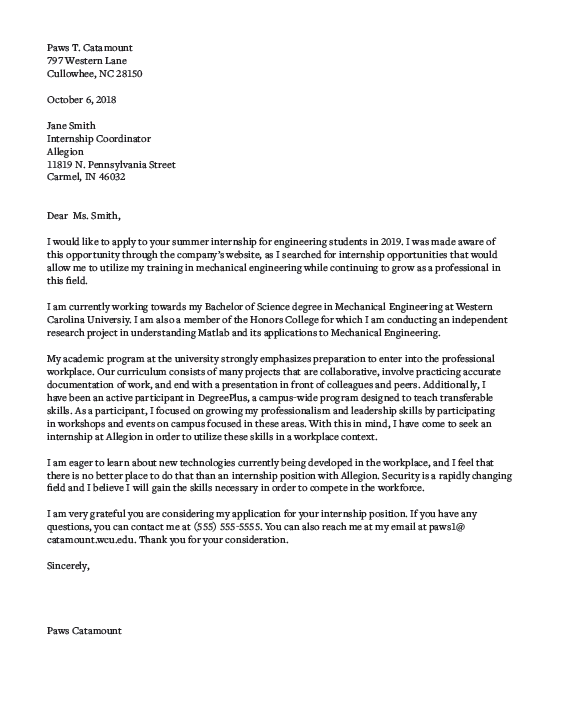 Paws T. Catamount
797 Western Lane
Cullowhee, NC 28150
October 6, 2018
Jane Smith
Internship Coordinator
Allegion
11819 N. Pennsylvania Street
Carmel, IN 46032
Dear Ms. Smith,
I would like to apply to your summer internship for engineering students in 2019. I was made aware of
this opportunity through the company's website, as I searched for internship opportunities that would
allow me to utilize my training in mechanical engineering while continuing to grow as a professional in
this field.
I am currently working towards my Bachelor of Science degree in Mechanical Engineering at Western
Carolina Universiy. I am also a member of the Honors College for which I am conducting an independent
research project in understanding Matlab and its applications to Mechanical Engineering.
My academic program at the university strongly emphasizes preparation to enter into the professional
workplace. Our curriculum consists of many projects that are collaborative, involve practicing accurate
documentation of work, and end with a presentation in front of colleagues and peers. Additionally, I
have been an active participant in DegreePlus, a campus-wide program designed to teach transferable
skills. As a participant, I focused on growing my professionalism and leadership skills by participating
in workshops and events on campus focused in these areas. With this in mind, I have come to seek an
internship at Allegion in order to utilize these skills in a workplace context.
I am eager to learn about new technologies currently being developed in the workplace, and I feel that
there is no better place to do that than an internship position with Allegion. Security is a rapidly changing
field and I believe I will gain the skills necessary in order to compete in the workforce.
I am very grateful you are considering my application for your internship position. If you have any
questions, you can contact me at (555) 555-5555. You can also reach me at my email at paws1@
catamount.wcu.edu. Thank you for your consideration.
Sincerely,
Paws Catamount